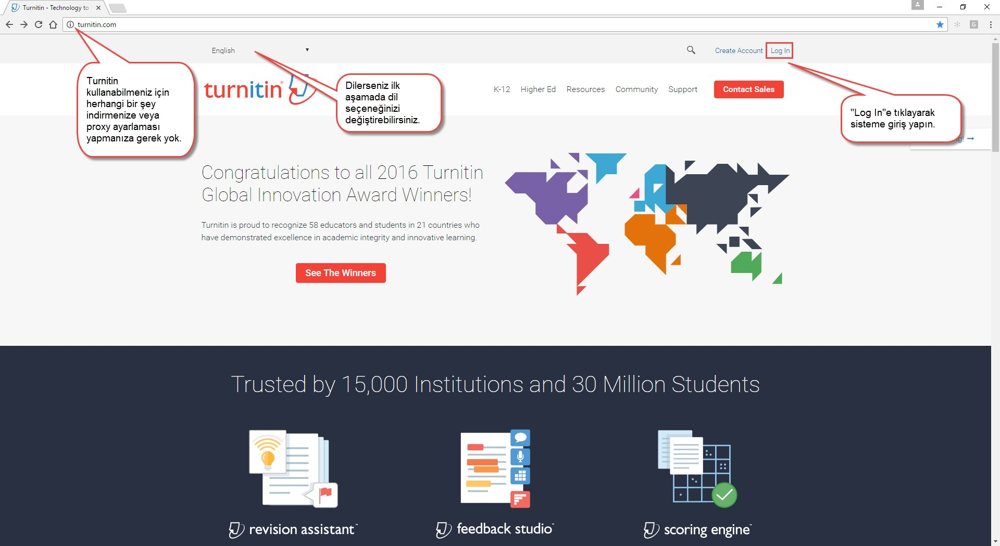 Turnitin - Technology to
turnitin.com
English
Create Account
Log In
turnitin®
K-12
Higher Ed
Resources
Community
Support
Contact Sales
Turnitin
kullanabilmeniz için
herhangi bir şey
indirmenize veya
proxy ayarlaması
yapmanıza gerek yok.
Dilerseniz ilk
aşamada dil
seçeneğinizi
değiştirebilirsiniz.
"Log In"e tıklayarak
sisteme giriş yapın.
Congratulations to all 2016 Turnitin
Global Innovation Award Winners!
Turnitin is proud to recognize 58 educators and students in 21 countries who
have demonstrated excellence in academic integrity and innovative learning.
See The Winners
Trusted by 15,000 Institutions and 30 Million Students
revision assistant™
feedback studio™
scoring engine™